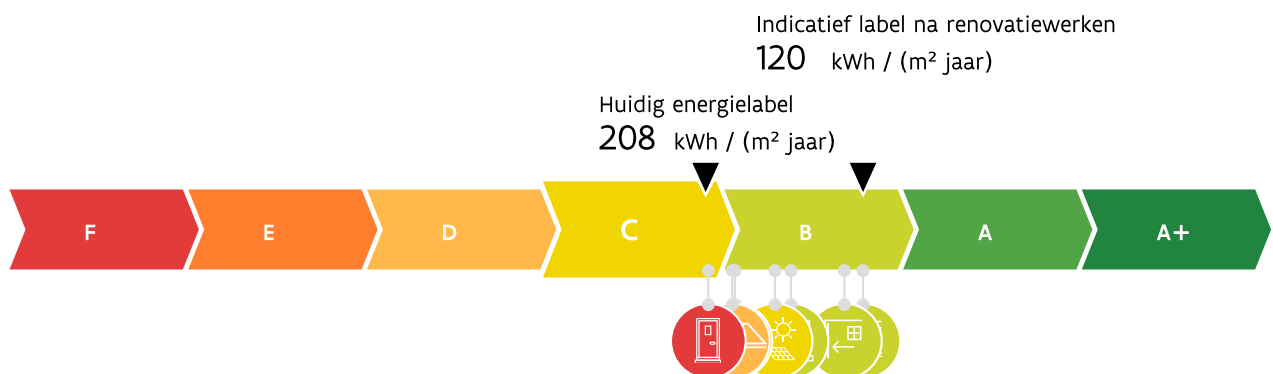 Indicatief label na renovatiewerken
120 kWh / (m² jaar)
Huidig energielabel
208 kWh / (m² jaar)
F E D C B A A+